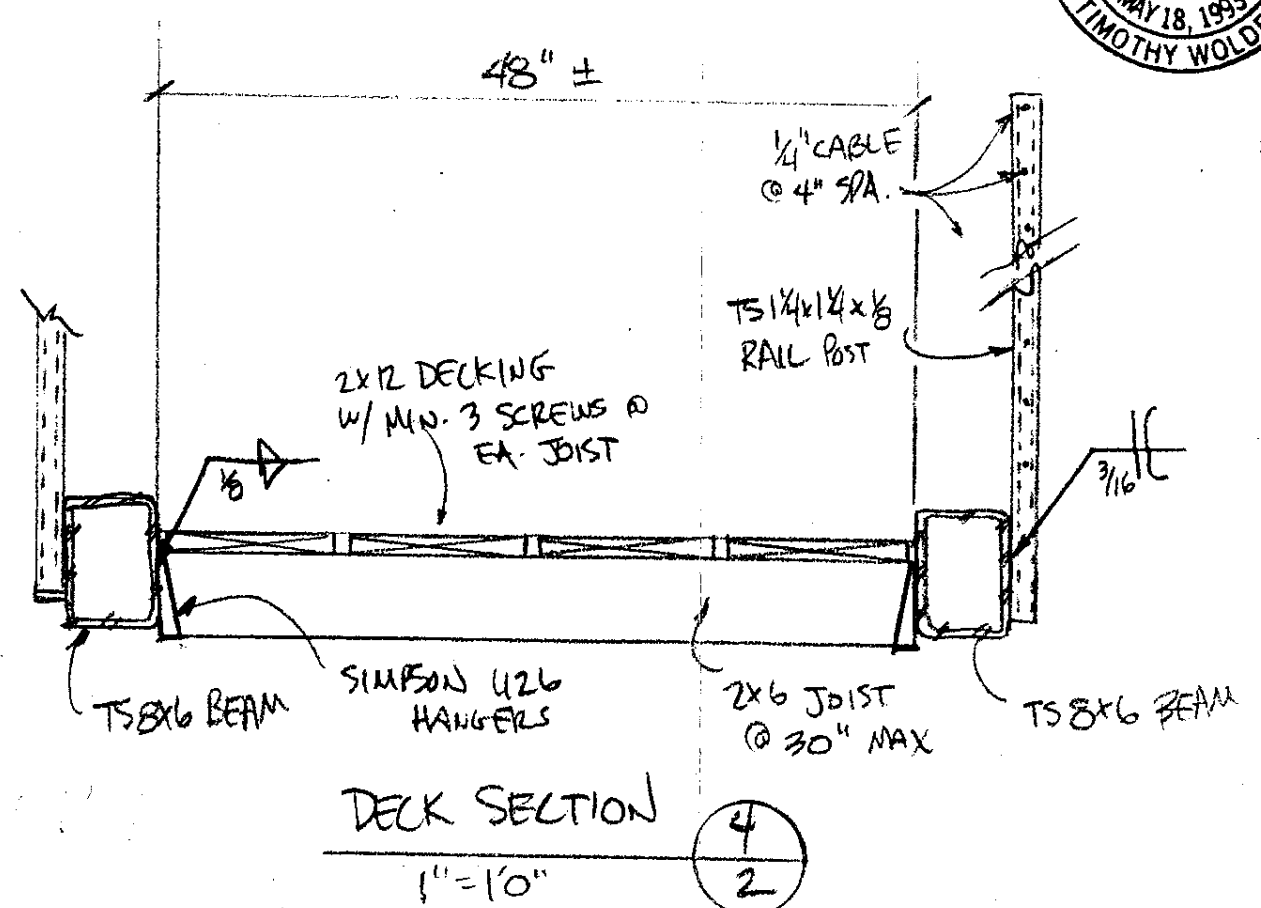 MAY 18, 1995
TIMOTHY WOLDE
48" ±
1/4" CABLE
@ 4" SPA.
TS 1 1/4 x 1 1/4 x 1/8
RAIL POST
2x12 DECKING
W/ MIN. 3 SCREWS @
EA. JOIST
1/8
3/16
TS 8x6 BEAM
SIMPSON U26
HANGERS
2x6 JOIST
@ 30" MAX
TS 8x6 BEAM
DECK SECTION
1"=1'0"
4
2